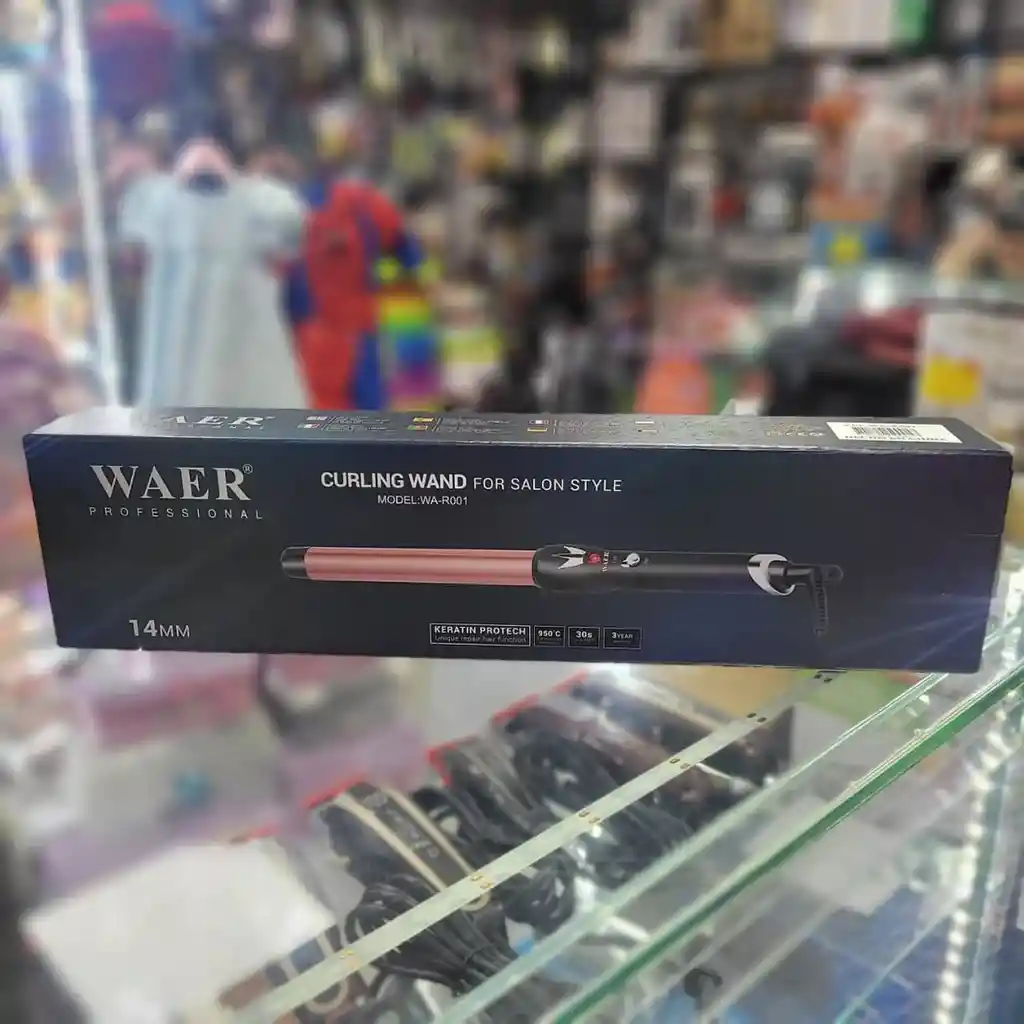 WAER®
PROFESSIONAL
CURLING WAND FOR SALON STYLE
MODEL:WA-R001
WAER
14MM
KERATIN PROTECH
Unique repair hair function
950°C
30s
3YEAR